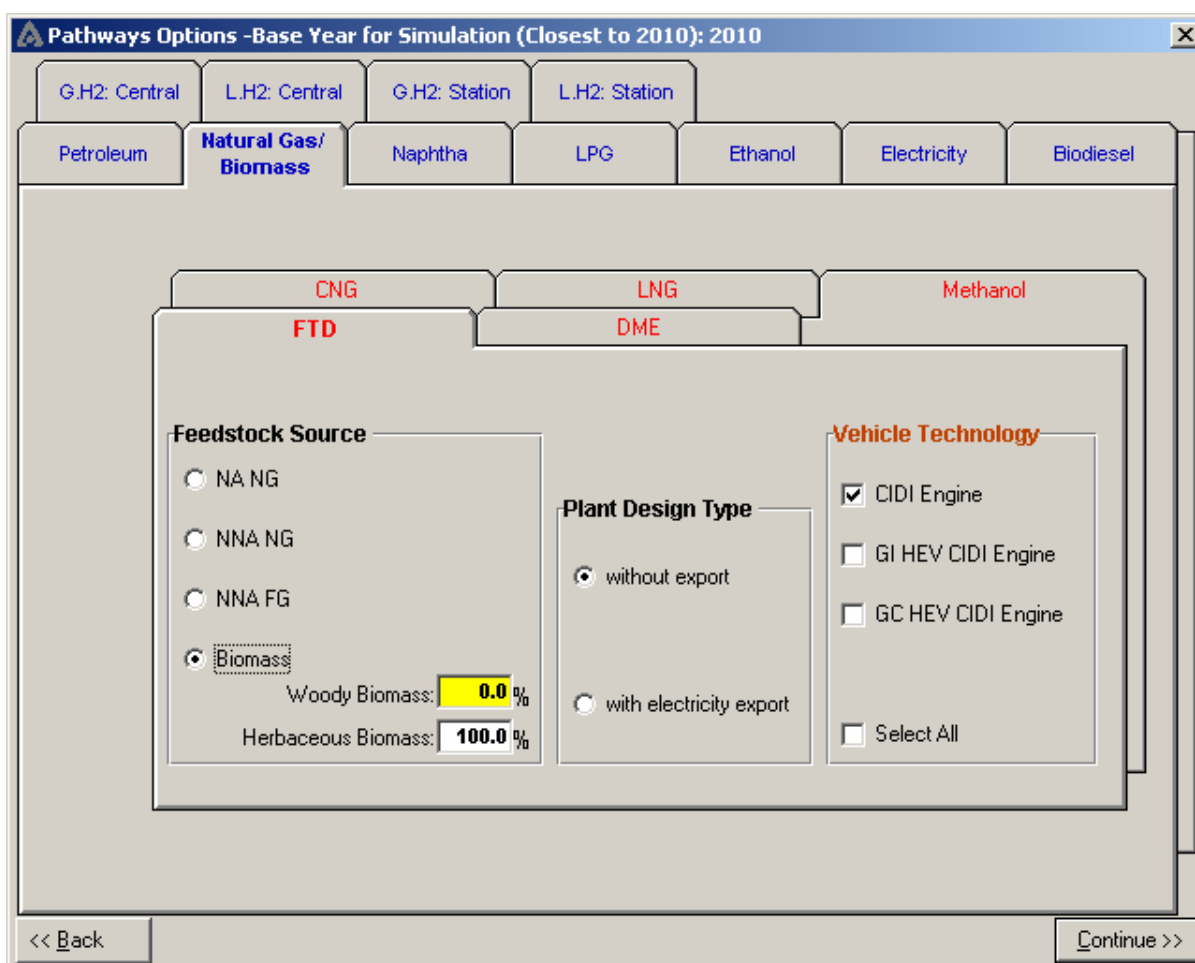 Pathways Options -Base Year for Simulation (Closest to 2010): 2010
G.H2: Central
L.H2: Central
G.H2: Station
L.H2: Station
Petroleum
Natural Gas/
Biomass
Naphtha
LPG
Ethanol
Electricity
Biodiesel
CNG
LNG
Methanol
FTD
DME
Feedstock Source
NA NG
NNA NG
NNA FG
Biomass
Woody Biomass: 0.0 %
Herbaceous Biomass: 100.0 %
Plant Design Type
without export
with electricity export
Vehicle Technology
CIDI Engine
GI HEV CIDI Engine
GC HEV CIDI Engine
Select All
<< Back
Continue >>